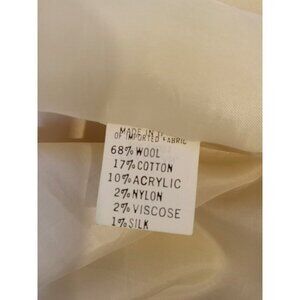 MADE IN
OF IMPORTED FABRIC
68% WOOL
17% COTTON
10% ACRYLIC
2% NYLON
2% VISCOSE
1% SILK